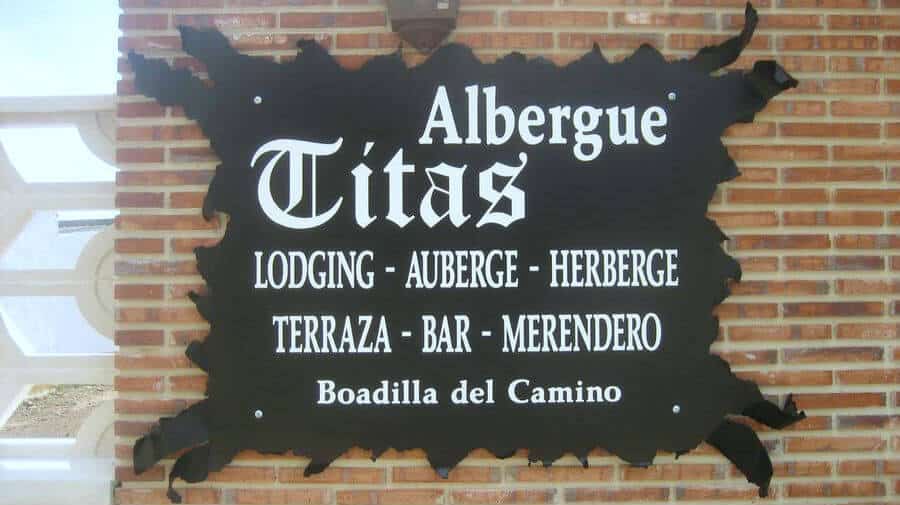 Albergue
Titas
LODGING - AUBERGE - HERBERGE
TERRAZA - BAR - MERENDERO
Boadilla del Camino